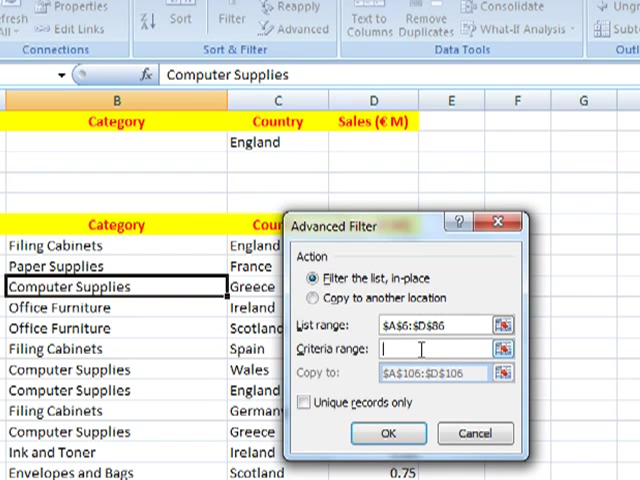 Properties
Reapply
Consolidate
Sort
Filter
Text to
Remove
All
Edit Links
Advanced
Columns
Duplicates
What-If Analysis
Connections
Sort & Filter
Data Tools
fx
Computer Supplies
B
C
D
E
F
G
Category
Country
Sales (€ M)
England
Category
Filing Cabinets
England
Paper Supplies
France
Computer Supplies
Greece
Office Furniture
Ireland
Office Furniture
Scotland
Filing Cabinets
Spain
Computer Supplies
Wales
Computer Supplies
England
Filing Cabinets
Computer Supplies
Greece
Ink and Toner
Ireland
Envelopes and Bags
Scotland
0.75
Advanced Filter
?
Action
Filter the list, in-place
Copy to another location
List range:
$A$6:$D$86
Criteria range:
Copy to:
$A$106:$D$106
Unique records only
OK
Cancel